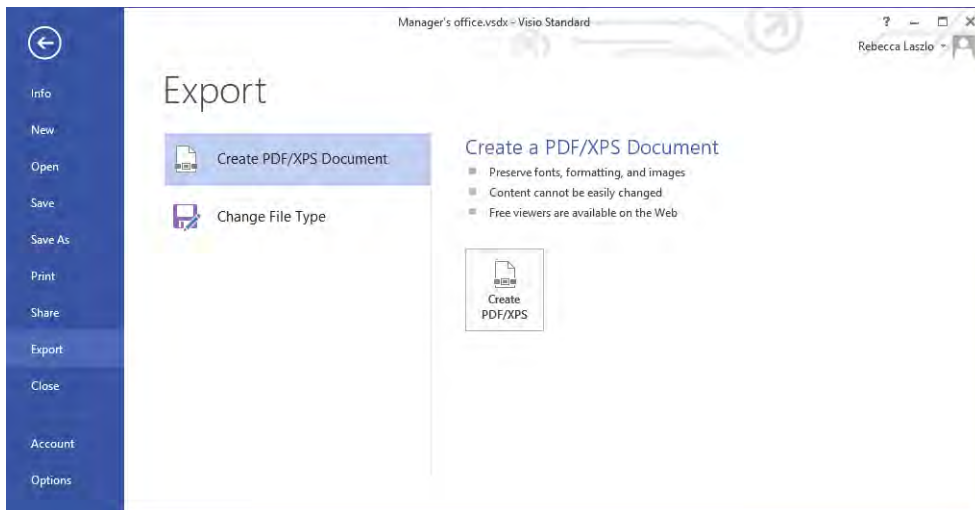 Manager's office.vsdx - Visio Standard
?
Rebecca Laszlo
Info
New
Open
Save
Save As
Print
Share
Export
Close
Account
Options
Export
Create PDF/XPS Document
Change File Type
Create a PDF/XPS Document
Preserve fonts, formatting, and images
Content cannot be easily changed
Free viewers are available on the Web
Create
PDF/XPS